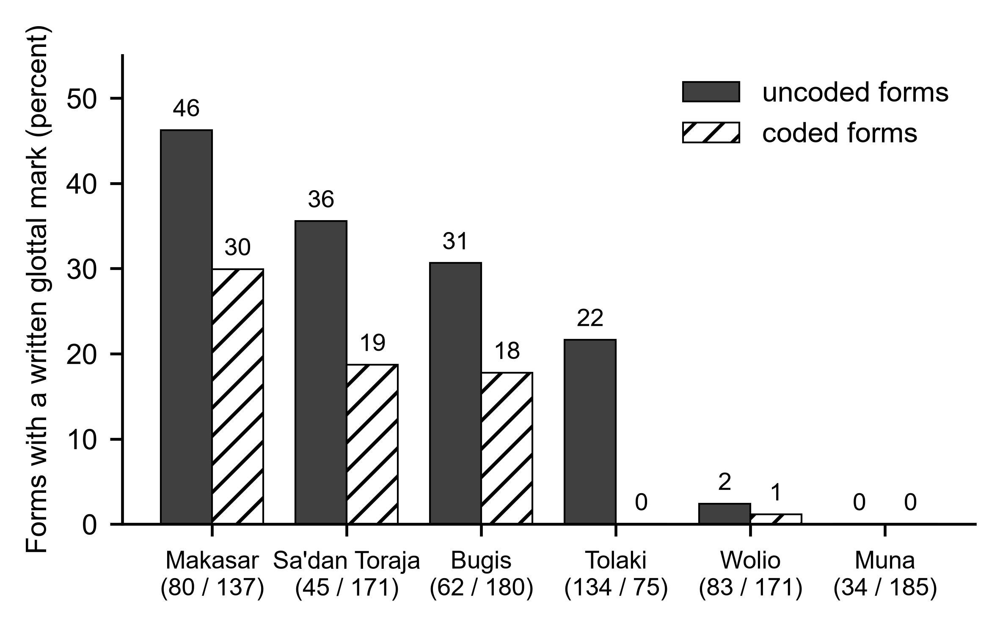 Forms with a written glottal mark (percent)
50
40
30
20
10
0
46
30
36
19
31
18
22
0
2
1
0
0
uncoded forms
coded forms
Makasar
(80 / 137)
Sa'dan Toraja
(45 / 171)
Bugis
(62 / 180)
Tolaki
(134 / 75)
Wolio
(83 / 171)
Muna
(34 / 185)